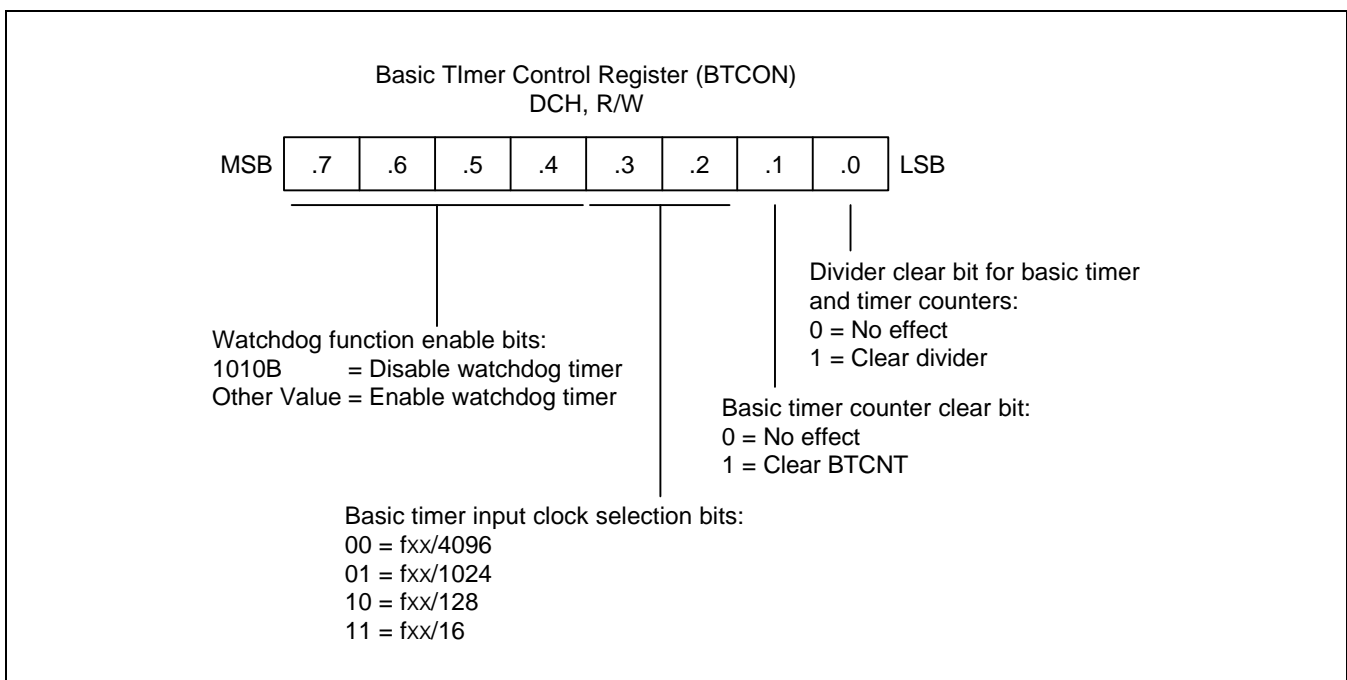 Basic TImer Control Register (BTCON)
DCH, R/W
MSB .7 .6 .5 .4 .3 .2 .1 .0 LSB
Divider clear bit for basic timer
and timer counters:
0 = No effect
1 = Clear divider
Watchdog function enable bits:
1010B = Disable watchdog timer
Other Value = Enable watchdog timer
Basic timer counter clear bit:
0 = No effect
1 = Clear BTCNT
Basic timer input clock selection bits:
00 = fxx/4096
01 = fxx/1024
10 = fxx/128
11 = fxx/16